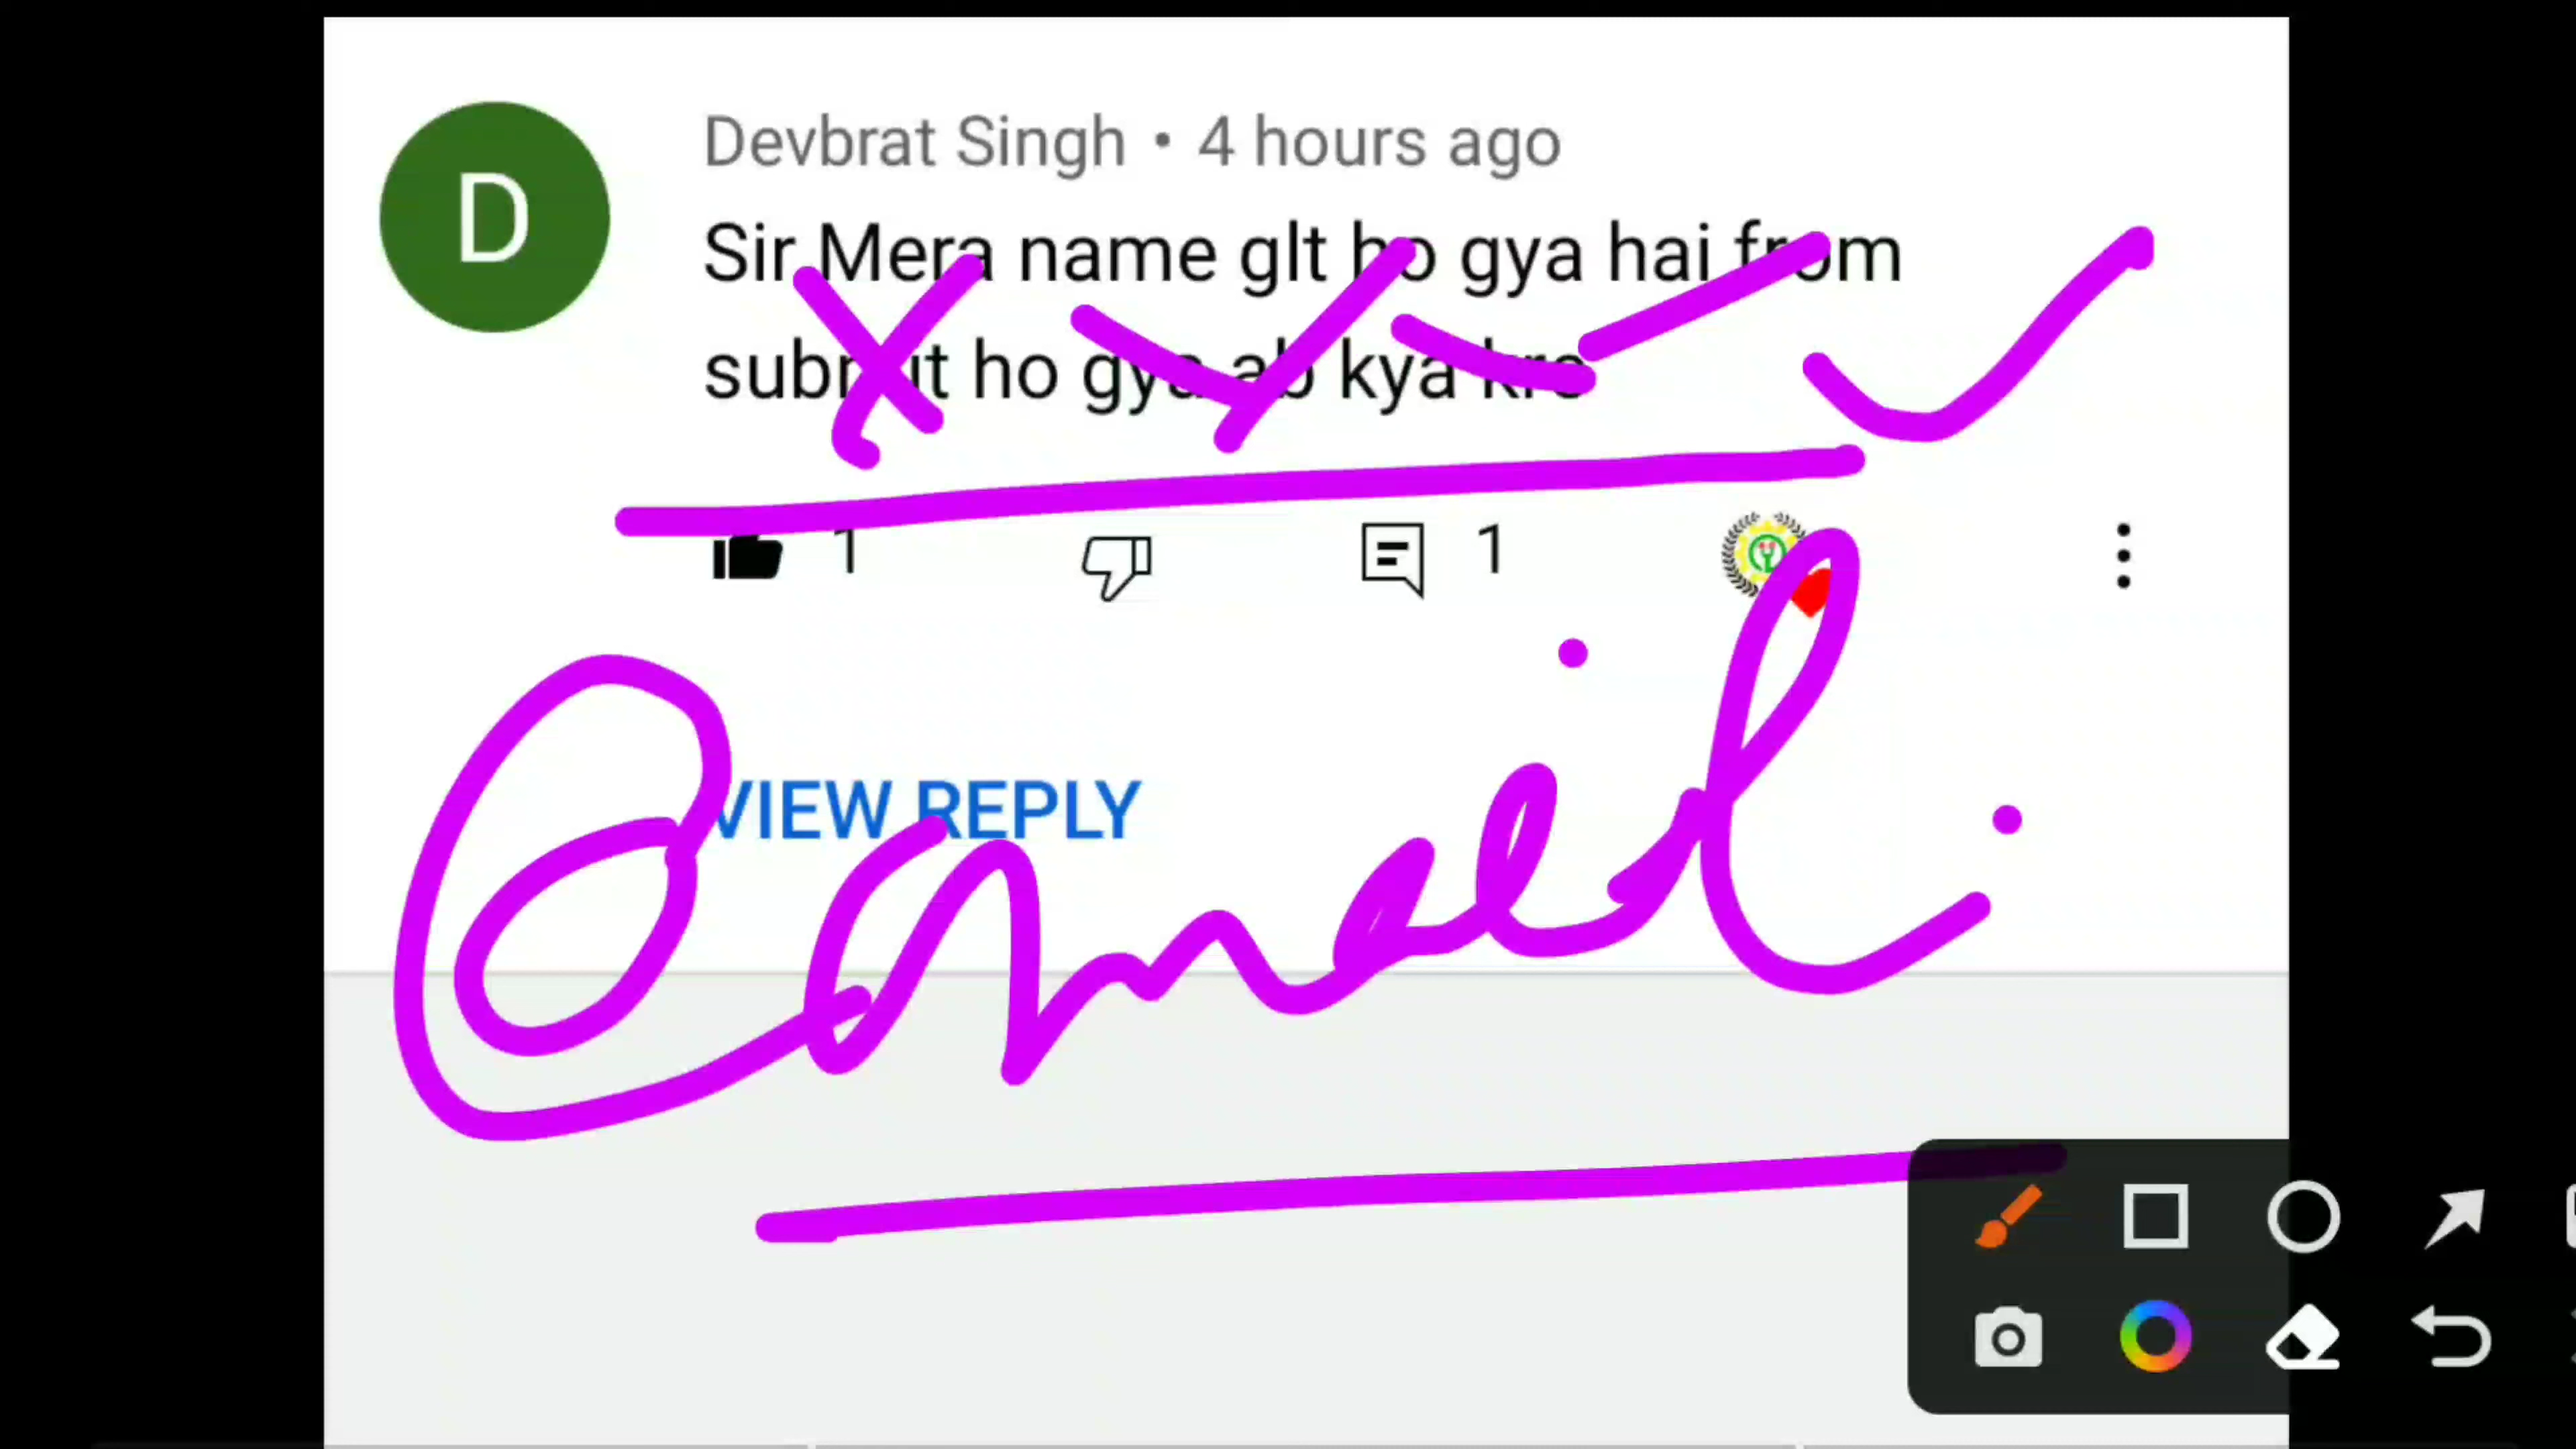 D
Devbrat Singh • 4 hours ago
Sir Mera name glt ho gya hai from
submit ho gya ab kya kre
1
1
VIEW REPLY
email